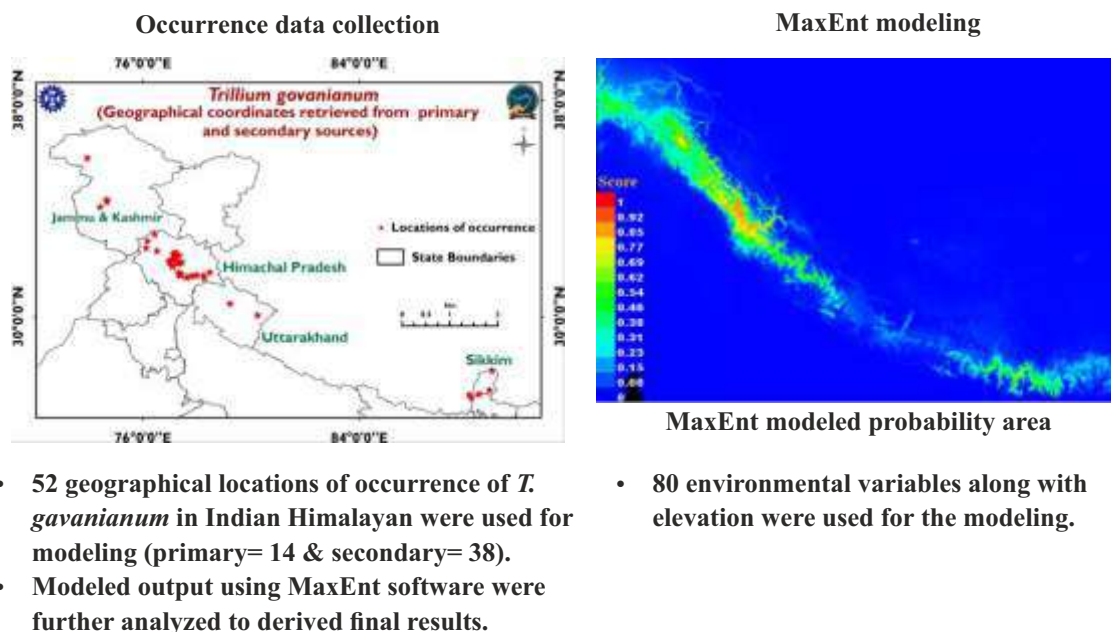 Occurrence data collection
76°0'0"E 84°0'0"E
38°0'0"N
38°0'0"N
Trillium govanianum
(Geographical coordinates retrieved from primary
and secondary sources)
Jammu & Kashmir
• Locations of occurrence
State Boundaries
Himachal Pradesh
30°0'0"N
30°0'0"N
0 0.5 1 2
Uttarakhand
Sikkim
76°0'0"E 84°0'0"E
• 52 geographical locations of occurrence of T.
gavanianum in Indian Himalayan were used for
modeling (primary= 14 & secondary= 38).
• Modeled output using MaxEnt software were
further analyzed to derived final results.
MaxEnt modeling
Score
1
0.92
0.85
0.77
0.69
0.62
0.54
0.46
0.38
0.31
0.23
0.15
0.08
0
MaxEnt modeled probability area
• 80 environmental variables along with
elevation were used for the modeling.